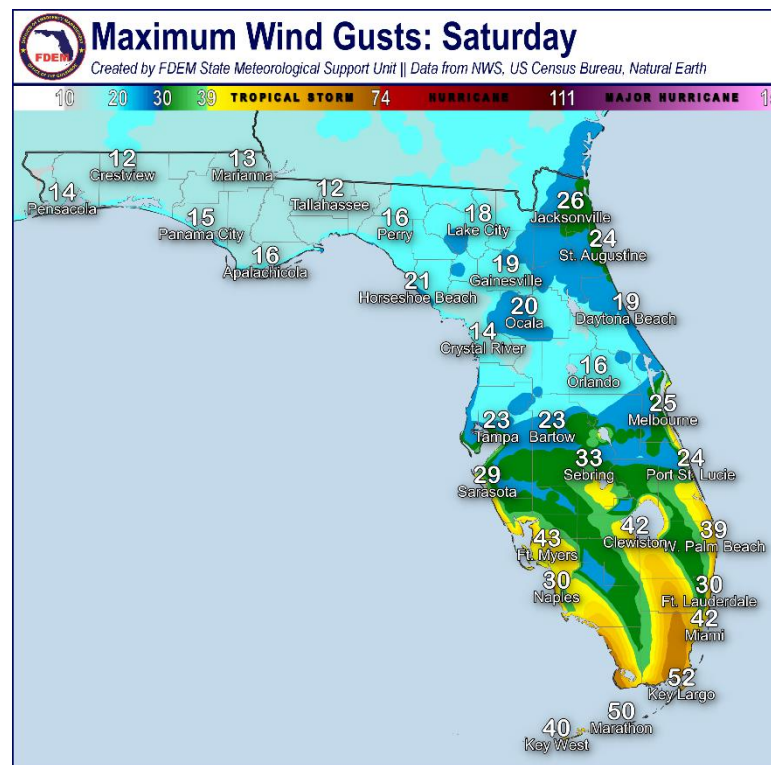 Maximum Wind Gusts: Saturday
Created by FDEM State Meteorological Support Unit || Data from NWS, US Census Bureau, Natural Earth
FDEM
10 20 30 39 TROPICAL STORM 74 HURRICANE 111 MAJOR HURRICANE
12
Crestview
13
Marianna
14
Pensacola
12
Tallahassee
15
Panama City
16
Perry
18
Lake City
26
Jacksonville
16
Apalachicola
24
St. Augustine
19
Gainesville
21
Horseshoe Beach
20
Ocala
19
Daytona Beach
14
Crystal River
16
Orlando
25
Melbourne
23
Tampa
23
Bartow
33
Sebring
24
Port St. Lucie
29
Sarasota
43
Ft. Myers
42
Clewiston
39
W. Palm Beach
30
Naples
30
Ft. Lauderdale
42
Miami
52
Key Largo
50
Marathon
40
Key West